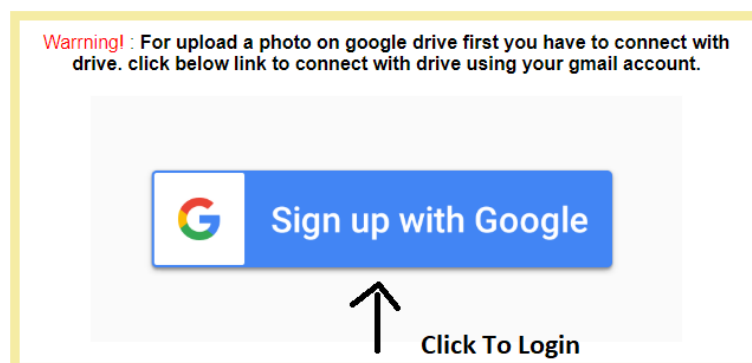 Warrning! : For upload a photo on google drive first you have to connect with
drive. click below link to connect with drive using your gmail account.
G Sign up with Google
Click To Login